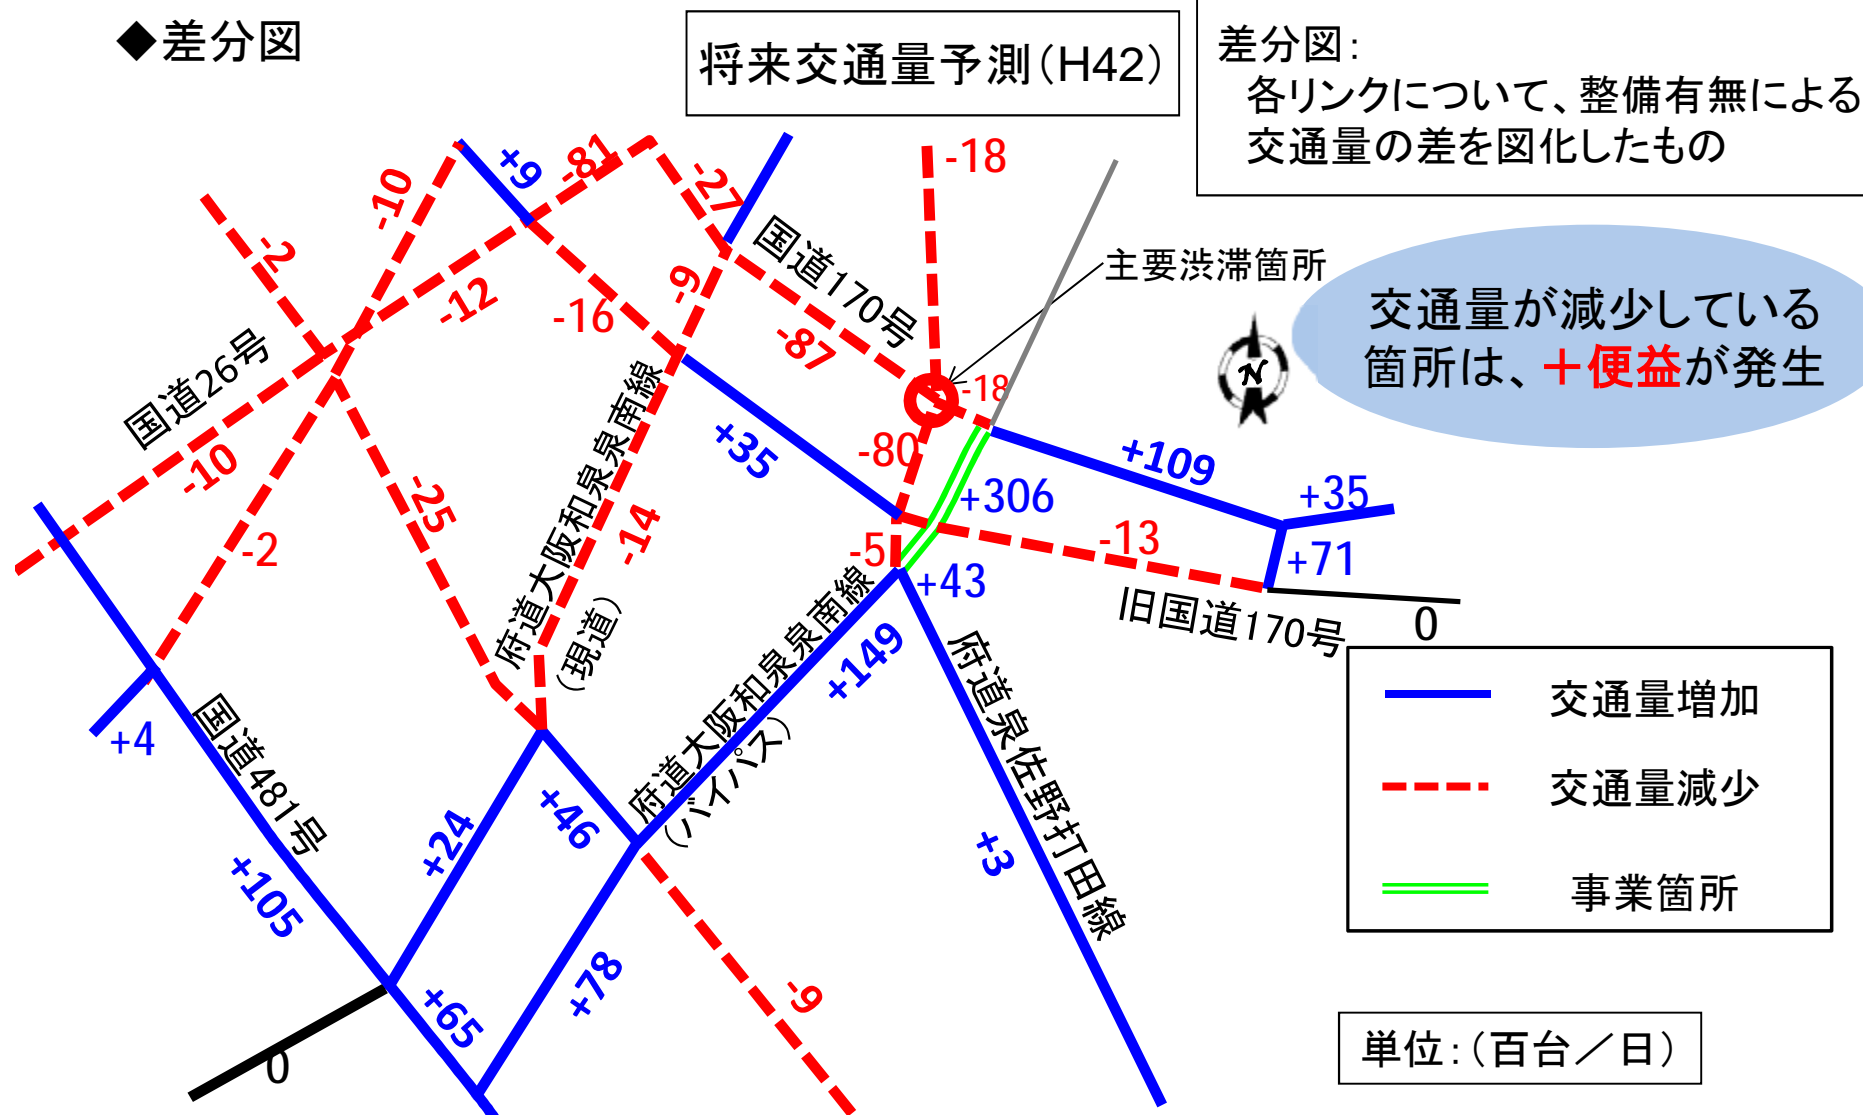 ◆差分図
将来交通量予測（H42）
差分図：
各リンクについて、整備有無による
交通量の差を図化したもの
+9
-81
-10
-27
-18
-2
国道170号
主要渋滞箇所
交通量が減少している
箇所は、＋便益が発生
N
-12
-16
-9
-87
-18
国道26号
府道大阪和泉泉南線
（現道）
+35
-80
+109
+35
-10
-25
+306
-2
-14
-5
-13
+71
+43
旧国道170号
0
+4
国道481号
府道大阪和泉泉南線
（バイパス）
+149
府道泉佐野打田線
+24
+46
+3
+105
+78
+65
-9
0
交通量増加
交通量減少
事業箇所
単位：（百台／日）